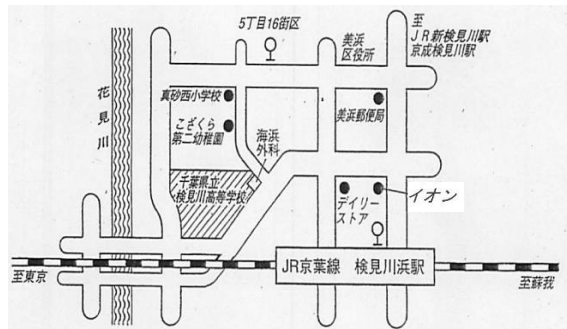 5丁目16街区
美浜
区役所
至
JR新検見川駅
京成検見川駅
花見川
真砂西小学校
こざくら
第二幼稚園
海浜
外科
美浜郵便局
千葉県立
検見川高等学校
デイリー
ストア
イオン
JR京葉線 検見川浜駅
至東京
至蘇我